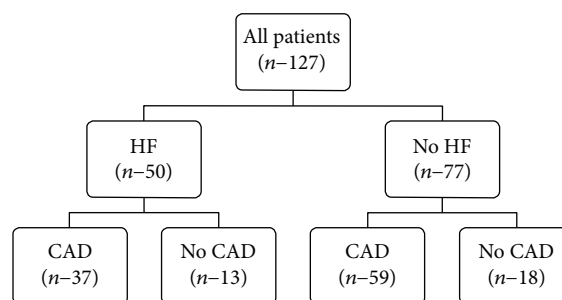 All patients
(n–127)
HF
(n–50)
No HF
(n–77)
CAD
(n–37)
No CAD
(n–13)
CAD
(n–59)
No CAD
(n–18)